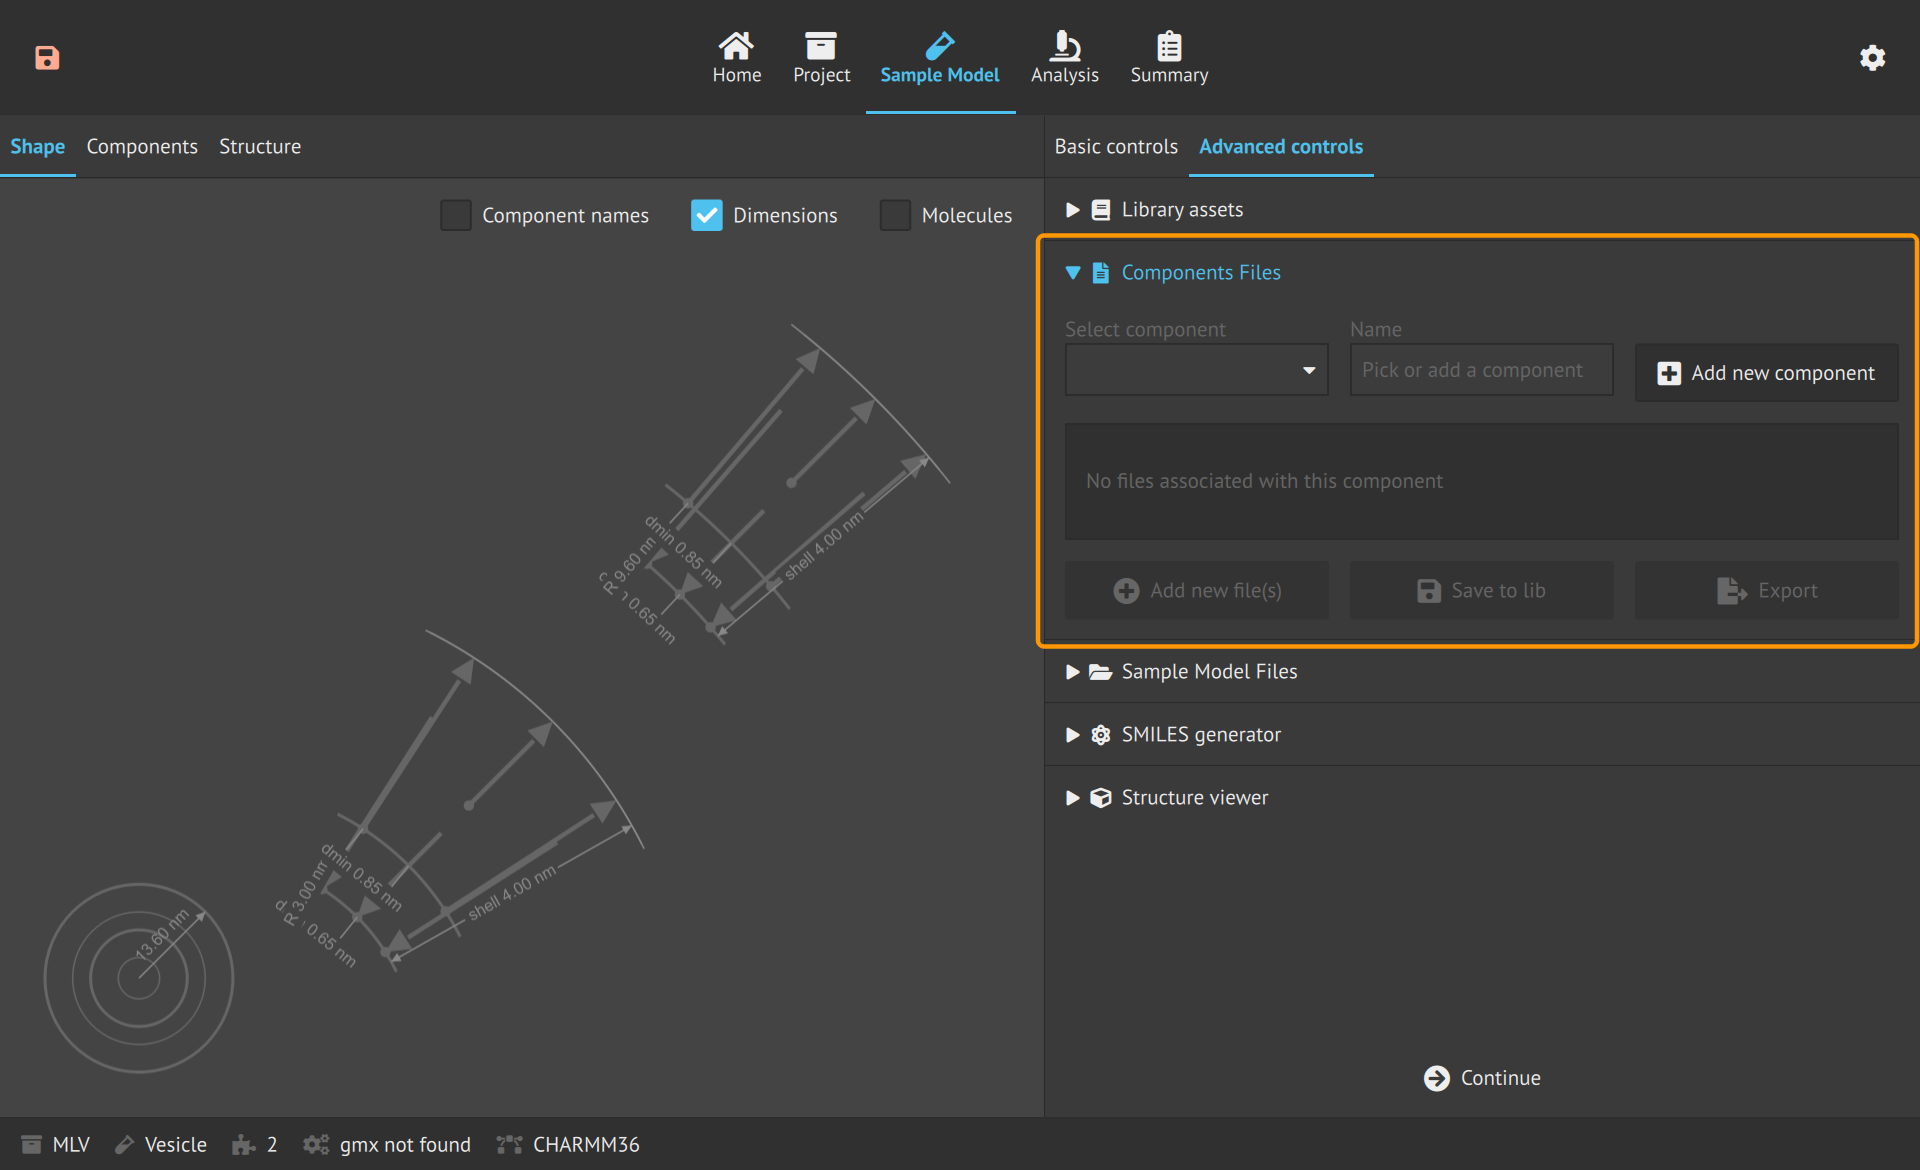 Home Project Sample Model Analysis Summary
Shape Components Structure
Basic controls Advanced controls
Component names Dimensions Molecules
Library assets
Components Files
Select component Name
Pick or add a component
Add new component
No files associated with this component
Add new file(s) Save to lib Export
Sample Model Files
SMILES generator
Structure viewer
dmin 0.85 nm
R 9.60 nm
0.65 nm
shell 4.00 nm
dmin 0.85 nm
R 3.00 nm
0.65 nm
shell 4.00 nm
13.60 nm
Continue
MLV Vesicle 2 gmx not found CHARMM36